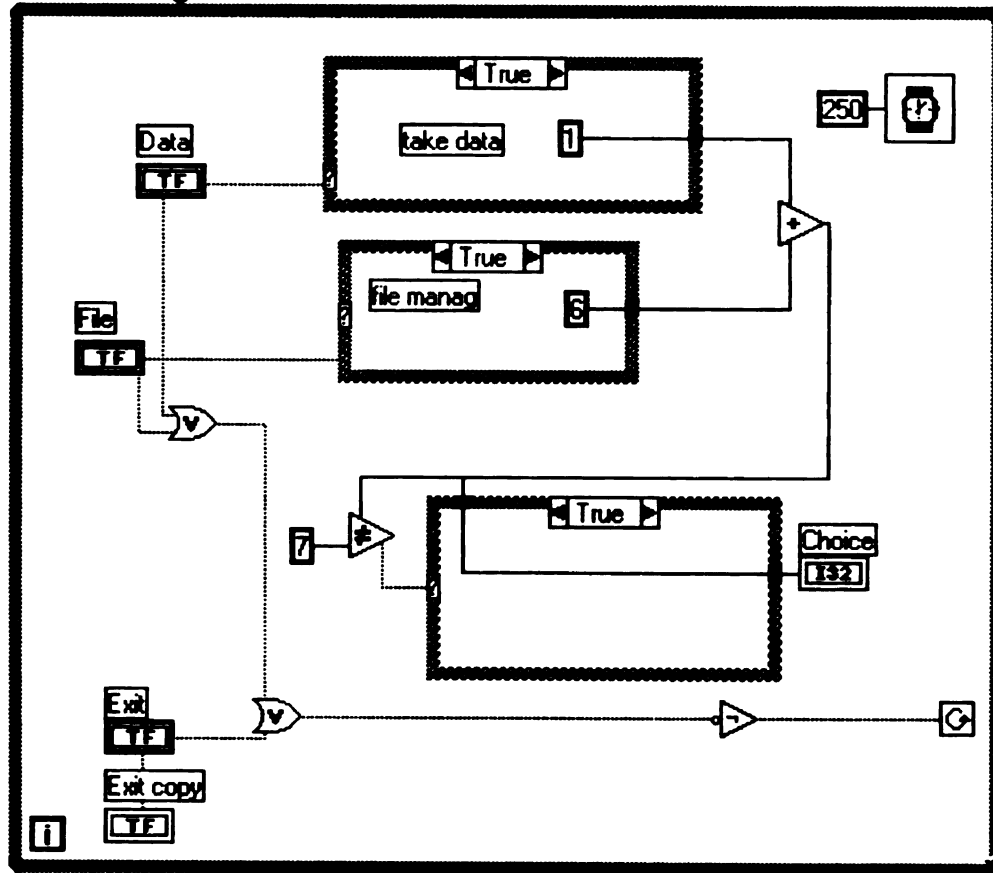 True
250
take data
1
Data
TF
+
True
file manag
6
File
TF
V
True
7
≠
Choice
I32
Exit
TF
V
Exit copy
TF
i